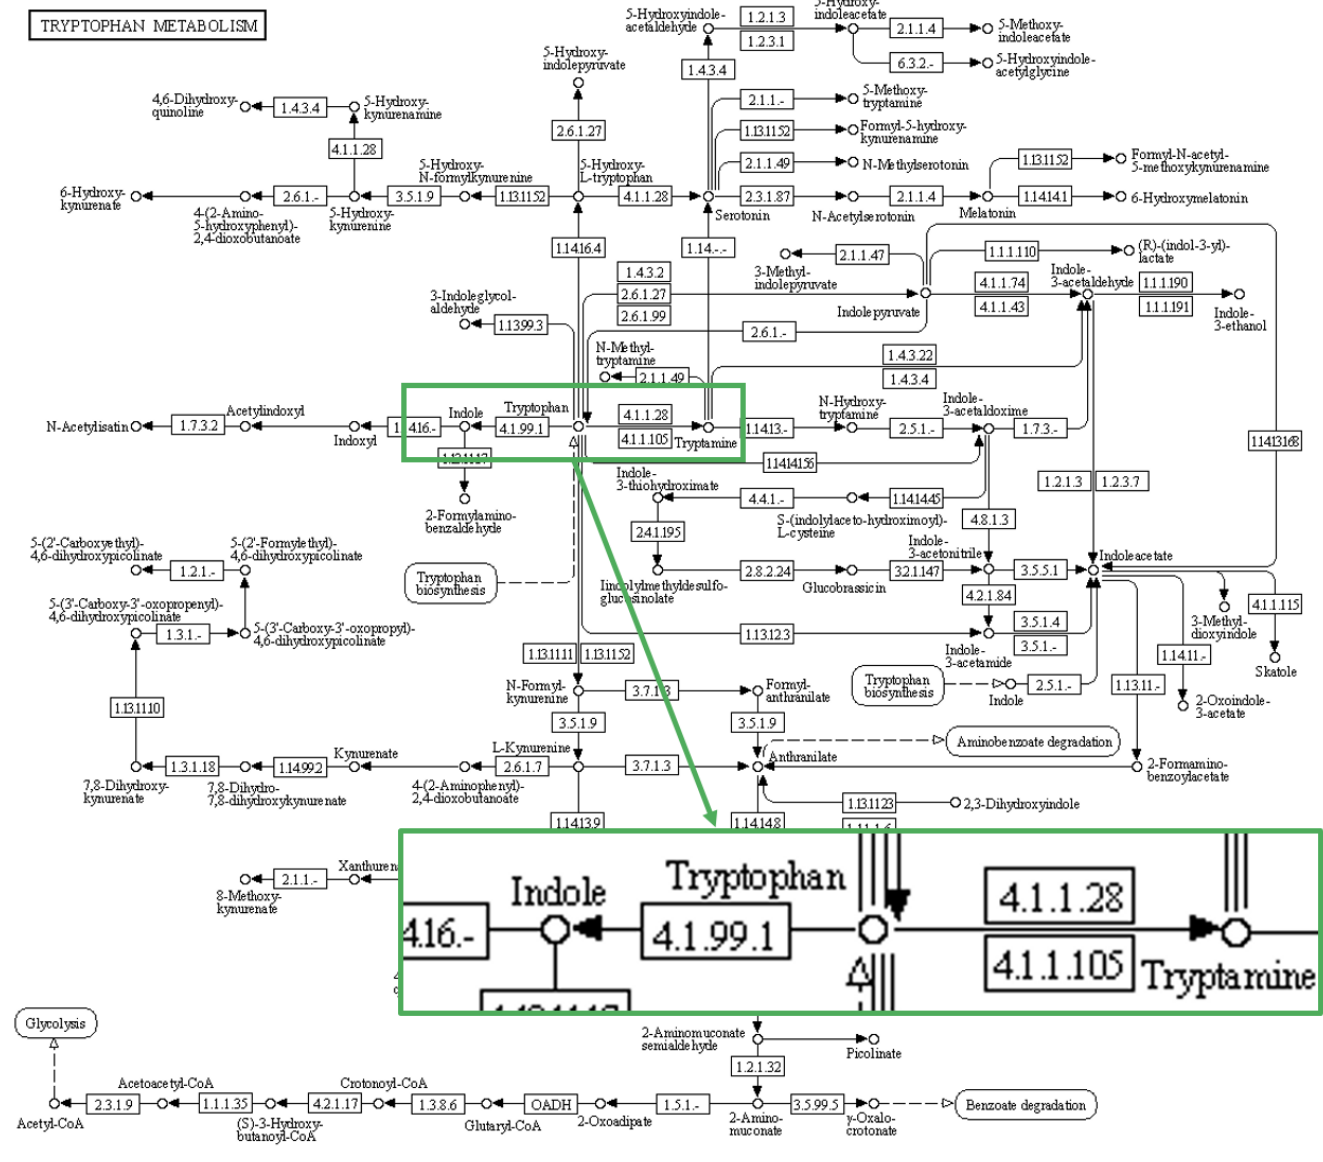 TRYPTOPHAN METABOLISM
5-Hydroxyindole-
acetaldehyde
1.2.1.3
1.2.3.1
5-Hydroxy-
indoleacetate
2.1.1.4
5-Methoxy-
indoleacetate
6.3.2.-
5-Hydroxyindole-
acetylglycine
5-Hydroxy-
indolepyruvate
1.4.3.4
4,6-Dihydroxy-
quinoline
1.4.3.4
5-Hydroxy-
kynurenamine
2.1.1.-
5-Methoxy-
tryptamine
2.6.1.27
1.13.11.52
Formyl-5-hydroxy-
kynurenamine
4.1.1.28
5-Hydroxy-
N-formylkynurenine
5-Hydroxy-
L-tryptophan
2.1.1.49
N-Methylserotonin
1.13.11.52
Formyl-N-acetyl-
5-methoxykynurenamine
6-Hydroxy-
kynurenate
2.6.1.-
3.5.1.9
1.13.11.52
4.1.1.28
2.3.1.87
2.1.1.4
1.14.14.1
6-Hydroxymelatonin
4-(2-Amino-
5-hydroxyphenyl)-
2,4-dioxobutanoate
5-Hydroxy-
kynurenine
Serotonin
N-Acetylserotonin
Melatonin
1.14.16.4
1.14.-.-
2.1.1.47
1.1.1.110
(R)-(indol-3-yl)-
lactate
3-Methyl-
indolepyruvate
1.4.3.2
2.6.1.27
2.6.1.99
4.1.1.74
4.1.1.43
Indole-
3-acetaldehyde
1.1.1.190
1.1.1.191
Indole-
3-ethanol
3-Indoleglycol-
aldehyde
1.13.99.3
Indolepyruvate
2.6.1.-
N-Methyl-
tryptamine
2.1.1.49
1.4.3.22
1.4.3.4
N-Acetylisatin
1.7.3.2
Acetylindoxyl
Indoxyl
4.16.-
Indole
4.1.99.1
Tryptophan
4.1.1.28
4.1.1.105
Tryptamine
1.14.13.-
N-Hydroxy-
tryptamine
2.5.1.-
Indole-
3-acetaldoxime
1.7.3.-
1.14.13.168
1.14.14.156
2-Formylamino-
benzaldehyde
Indole-
3-thiohydroximate
4.4.1.-
1.14.14.45
S-(indolylaceto-hydroximoyl)-
L-cysteine
1.2.1.3
1.2.3.7
2.4.1.195
4.8.1.3
5-(2'-Carboxyethyl)-
4,6-dihydroxypicolinate
5-(2'-Formylethyl)-
4,6-dihydroxypicolinate
1.2.1.-
Tryptophan
biosynthesis
Iindolylmethyldesulfo-
glucosinolate
2.8.2.24
Glucobrassicin
3.2.1.147
Indole-
3-acetonitrile
3.5.5.1
Indoleacetate
4.2.1.84
5-(3'-Carboxy-3'-oxopropenyl)-
4,6-dihydroxypicolinate
1.3.1.-
5-(3'-Carboxy-3'-oxopropyl)-
4,6-dihydroxypicolinate
1.13.12.3
3.5.1.4
3.5.1.-
Indole-
3-acetamide
3-Methyl-
dioxyindole
4.1.1.115
Skatole
1.13.11.11
1.13.11.52
1.14.11.-
Tryptophan
biosynthesis
Indole
2.5.1.-
1.13.11.-
2-Oxoindole-
3-acetate
1.13.1.10
N-Formyl-
kynurenine
3.7.1.3
Formyl-
anthranilate
3.5.1.9
3.5.1.9
Aminobenzoate degradation
7,8-Dihydroxy-
kynurenate
1.3.1.18
7,8-Dihydro-
7,8-dihydroxykynurenate
1.14.99.2
Kynurenate
4-(2-Aminophenyl)-
2,4-dioxobutanoate
2.6.1.7
L-Kynurenine
3.7.1.3
Anthranilate
2-Formamino-
benzoylacetate
1.13.11.23
2,3-Dihydroxyindole
1.14.13.9
1.14.14.8
8-Methoxy-
kynurenate
2.1.1.-
Xanthuren
4.16.-
Indole
4.1.99.1
Tryptophan
4.1.1.28
4.1.1.105
Tryptamine
Glycolysis
2-Aminomuconate
semialdehyde
Picolinate
1.2.1.32
Acetyl-CoA
2.3.1.9
Acetoacetyl-CoA
1.1.1.35
(S)-3-Hydroxy-
butanoyl-CoA
4.2.1.17
Crotonoyl-CoA
1.3.8.6
Glutaryl-CoA
OADH
2-Oxoadipate
1.5.1.-
2-Amino-
muconate
3.5.99.5
γ-Oxalo-
crotonate
Benzoate degradation